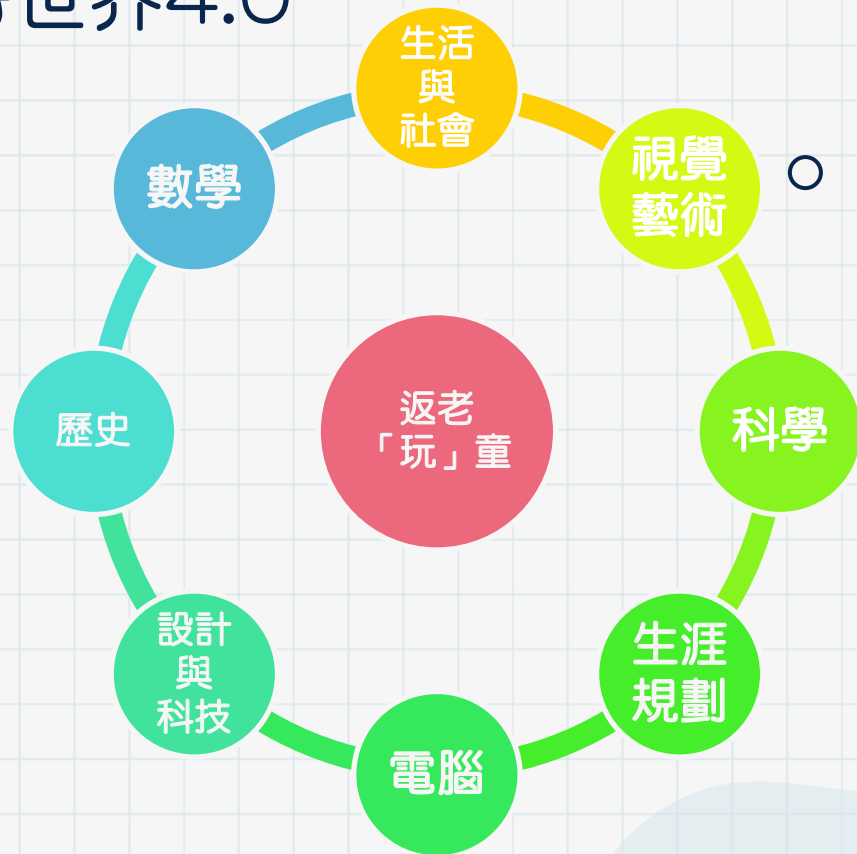 世界4.0
生活
與
社會
視覺
藝術
科學
生涯
規劃
電腦
設計
與
科技
歷史
數學
返老
「玩」童